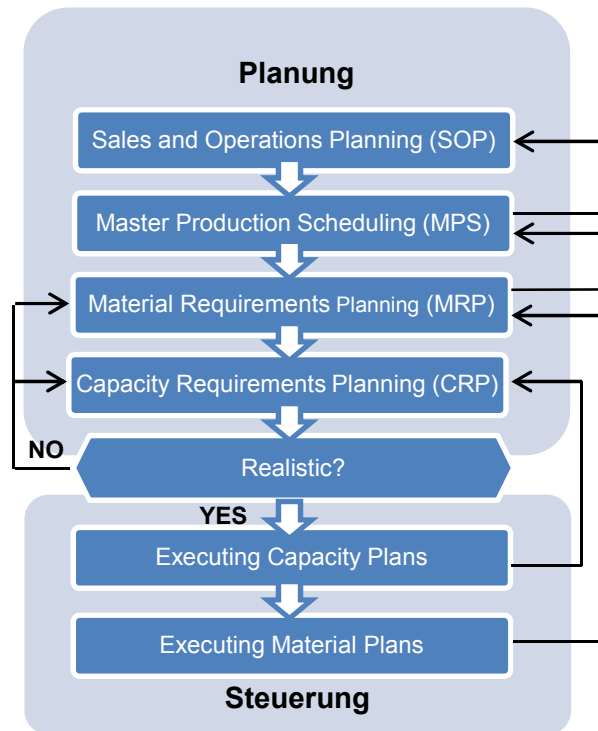 Planung
Sales and Operations Planning (SOP)
Master Production Scheduling (MPS)
Material Requirements Planning (MRP)
Capacity Requirements Planning (CRP)
NO
Realistic?
YES
Executing Capacity Plans
Executing Material Plans
Steuerung